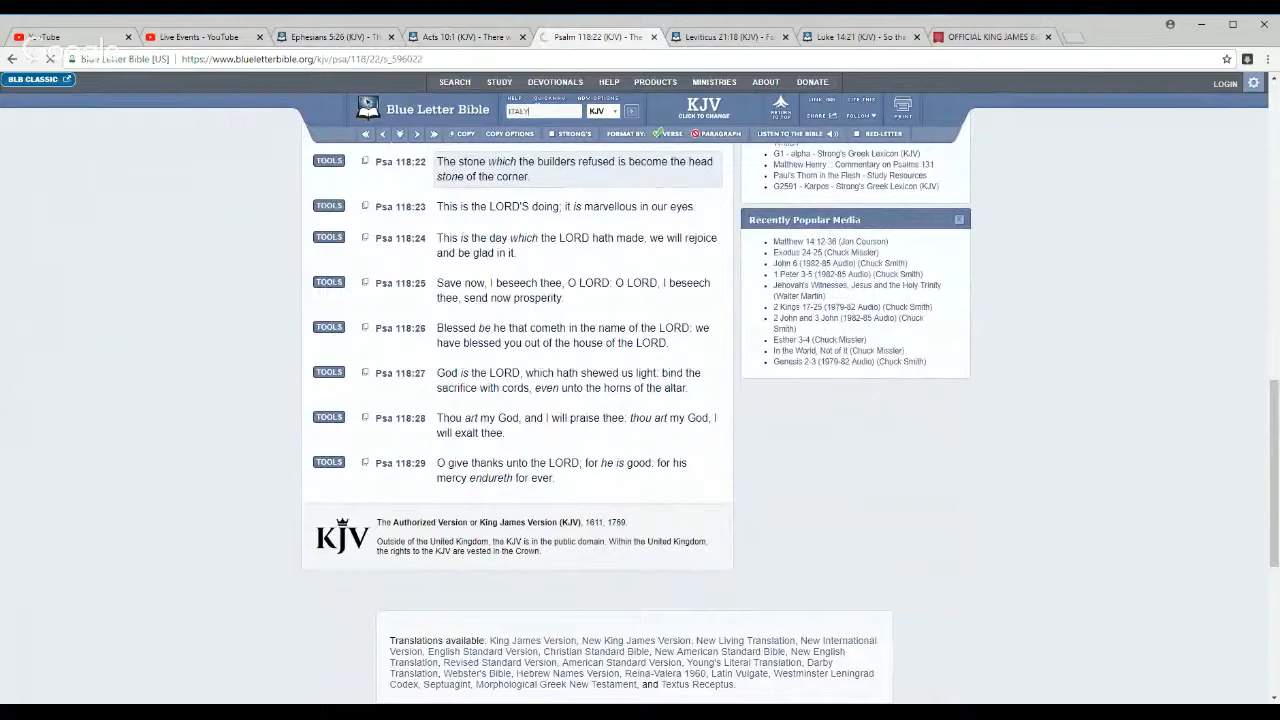 YouTube
Live Events - YouTube
Ephesians 5:26 (KJV) - Th
Acts 10:1 (KJV) - There w
Psalm 118:22 (KJV) - The
Leviticus 21:18 (KJV) - Fo
Luke 14:21 (KJV) - So the
OFFICIAL KING JAMES B
Google
Blue Letter Bible [US]
https://www.blueletterbible.org/kjv/psa/118/22/s_596022
BLB CLASSIC
SEARCH STUDY DEVOTIONALS HELP PRODUCTS MINISTRIES ABOUT DONATE
LOGIN
Blue Letter Bible
HELP QUICKNAV ADV. OPTIONS
ITALY
KJV
KJV
CLICK TO CHANGE
RETURN TO TOP
LINK CITE THIS
SHARE FOLLOW
PRINT
COPY COPY OPTIONS STRONG'S FORMAT BY: VERSE PARAGRAPH LISTEN TO THE BIBLE RED-LETTER
TOOLS Psa 118:22 The stone which the builders refused is become the head
stone of the corner.
TOOLS Psa 118:23 This is the LORD'S doing; it is marvellous in our eyes.
TOOLS Psa 118:24 This is the day which the LORD hath made; we will rejoice
and be glad in it.
TOOLS Psa 118:25 Save now, I beseech thee, O LORD: O LORD, I beseech
thee, send now prosperity.
TOOLS Psa 118:26 Blessed be he that cometh in the name of the LORD: we
have blessed you out of the house of the LORD.
TOOLS Psa 118:27 God is the LORD, which hath shewed us light: bind the
sacrifice with cords, even unto the horns of the altar.
TOOLS Psa 118:28 Thou art my God, and I will praise thee: thou art my God, I
will exalt thee.
TOOLS Psa 118:29 O give thanks unto the LORD; for he is good: for his
mercy endureth for ever.
KJV
The Authorized Version or King James Version (KJV), 1611, 1769.
Outside of the United Kingdom, the KJV is in the public domain. Within the United Kingdom,
the rights to the KJV are vested in the Crown.
G1 - alpha - Strong's Greek Lexicon (KJV)
Matthew Henry :: Commentary on Psalms 131
Paul's Thorn in the Flesh - Study Resources
G2591 - Karpos - Strong's Greek Lexicon (KJV)
Recently Popular Media
Matthew 14:12-36 (Jon Courson)
Exodus 24-25 (Chuck Missler)
John 6 (1982-85 Audio) (Chuck Smith)
1 Peter 3-5 (1982-85 Audio) (Chuck Smith)
Jehovah's Witnesses, Jesus and the Holy Trinity
(Walter Martin)
2 Kings 17-25 (1979-82 Audio) (Chuck Smith)
2 John and 3 John (1982-85 Audio) (Chuck
Smith)
Esther 3-4 (Chuck Missler)
In the World, Not of It (Chuck Missler)
Genesis 2-3 (1979-82 Audio) (Chuck Smith)
Translations available: King James Version, New King James Version, New Living Translation, New International
Version, English Standard Version, Christian Standard Bible, New American Standard Bible, New English
Translation, Revised Standard Version, American Standard Version, Young's Literal Translation, Darby
Translation, Webster's Bible, Hebrew Names Version, Reina-Valera 1960, Latin Vulgate, Westminster Leningrad
Codex, Septuagint, Morphological Greek New Testament, and Textus Receptus.